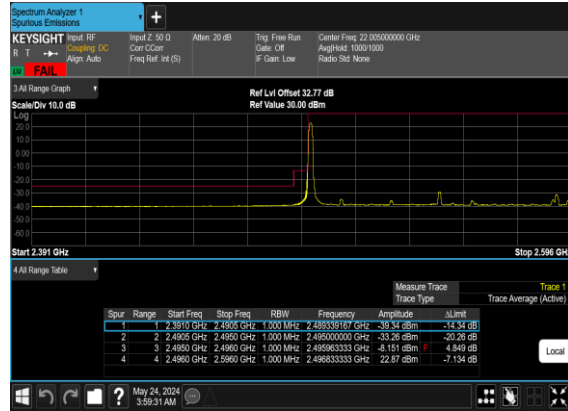 Spectrum Analyzer 1
Spurious Emissions
KEYSIGHT Input: RF Input Z: 50 Ω Atten: 20 dB Trig: Free Run Center Freq: 22.005000000 GHz
R T Coupling: DC Corr CCorr Gate: Off Avg|Hold: 1000/1000
Align: Auto Freq Ref: Int (S) IF Gain: Low Radio Std: None
FAIL
3 All Range Graph
Ref Lvl Offset 32.77 dB
Scale/Div 10.0 dB Ref Value 30.00 dBm
Log
20.0
10.0
0.00
-10.0
-20.0
-30.0
-40.0
-50.0
-60.0
Start 2.391 GHz Stop 2.596 GHz
4 All Range Table
Measure Trace Trace 1
Trace Type Trace Average (Active)
Spur Range Start Freq Stop Freq RBW Frequency Amplitude ΔLimit
1 1 2.3910 GHz 2.4905 GHz 1.000 MHz 2.489339167 GHz -39.34 dBm -14.34 dB
2 2 2.4905 GHz 2.4950 GHz 1.000 MHz 2.495000000 GHz -33.26 dBm -20.26 dB
3 3 2.4950 GHz 2.4960 GHz 1.000 MHz 2.495963333 GHz -8.151 dBm F 4.849 dB
4 4 2.4960 GHz 2.5960 GHz 1.000 MHz 2.496833333 GHz 22.87 dBm -7.134 dB
Local
? May 24, 2024
3:59:31 AM